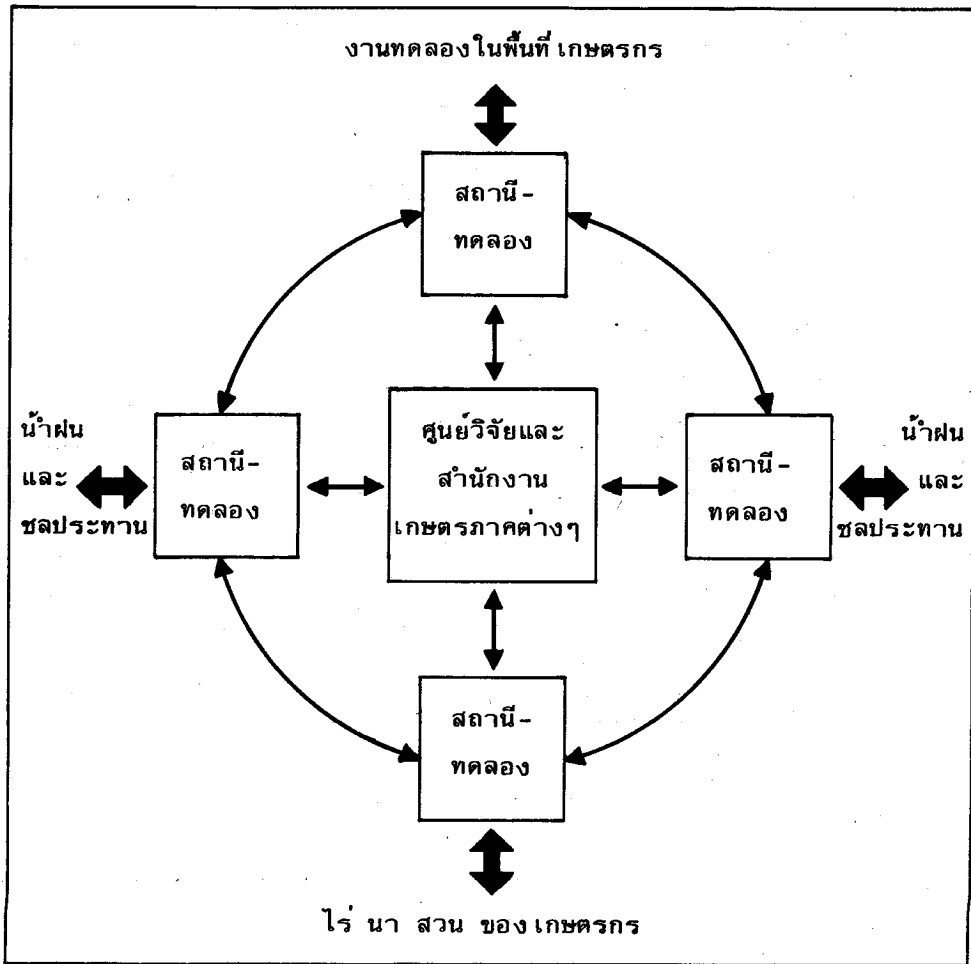 งานทดลองในพื้นที่เกษตรกร
สถานี-
ทดลอง
น้ำฝน
และ
ชลประทาน
สถานี-
ทดลอง
ศูนย์วิจัยและ
สำนักงาน
เกษตรภาคต่างๆ
สถานี-
ทดลอง
น้ำฝน
และ
ชลประทาน
สถานี-
ทดลอง
ไร่ นา สวน ของเกษตรกร